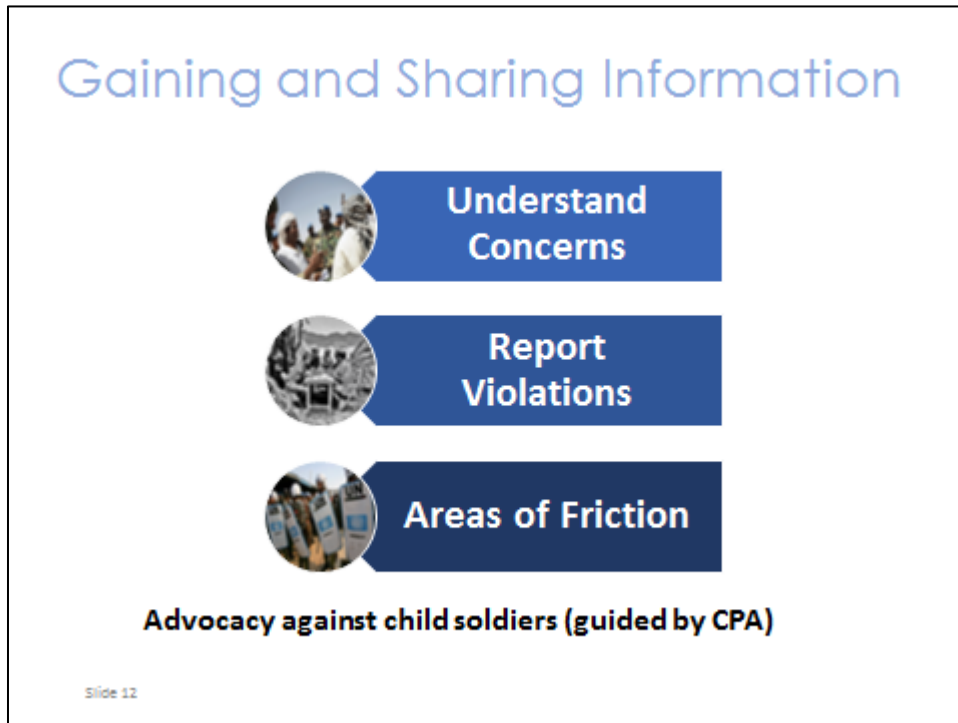 Gaining and Sharing Information
Understand
Concerns
Report
Violations
UN
Areas of Friction
Advocacy against child soldiers (guided by CPA)
Slide 12